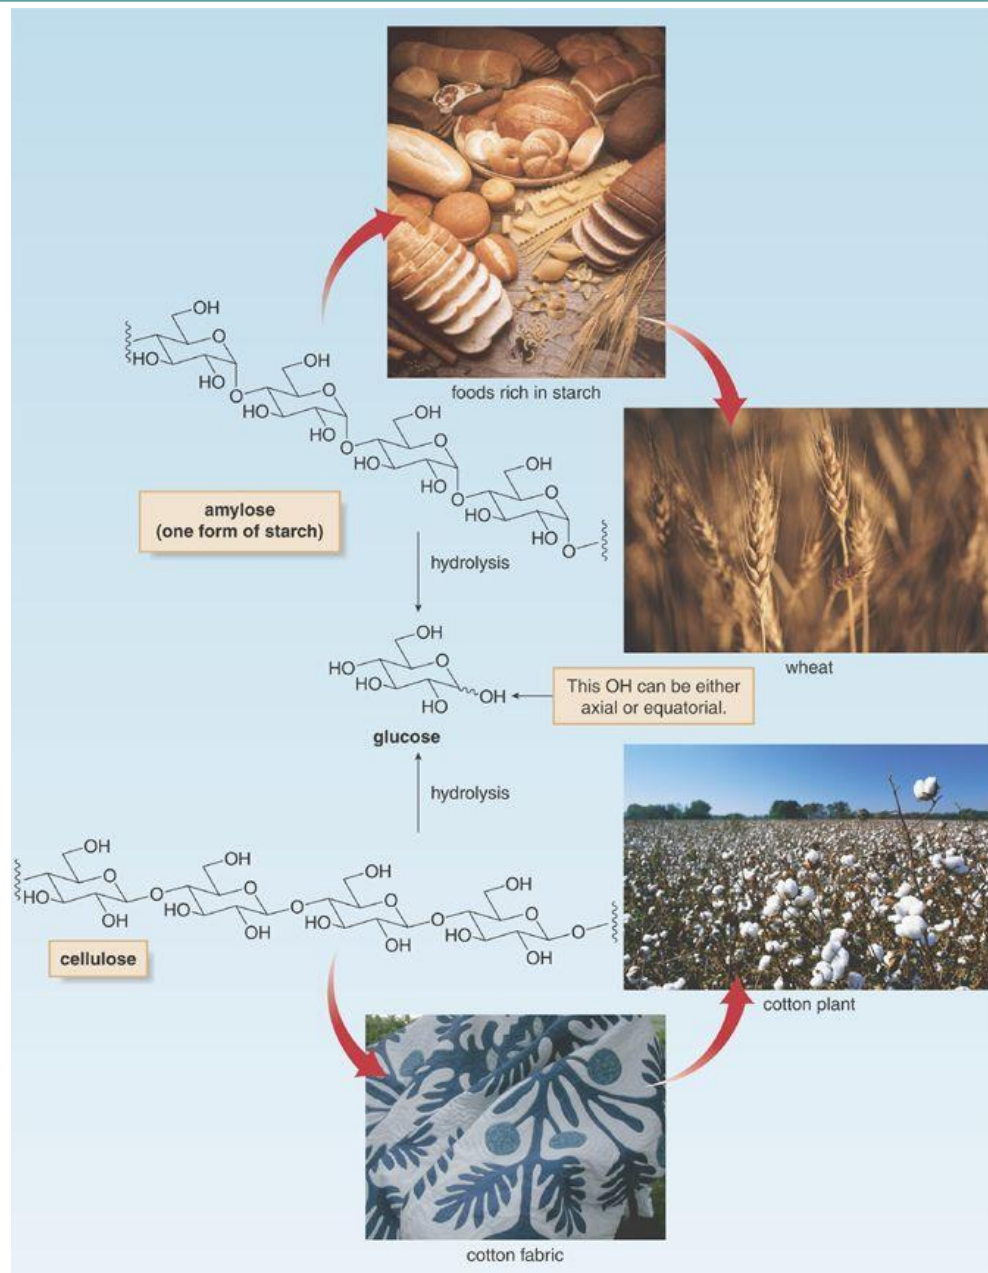 foods rich in starch
OH
O
HO
HO
O
OH
O
HO
HO
O
OH
O
HO
HO
O
OH
O
HO
HO
O
amylose
(one form of starch)
hydrolysis
wheat
OH
HO
O
HO
HO
OH
This OH can be either
axial or equatorial.
glucose
hydrolysis
OH
O
HO
OH
O
OH
O
HO
OH
O
OH
O
HO
OH
O
OH
O
HO
OH
O
cellulose
cotton plant
cotton fabric